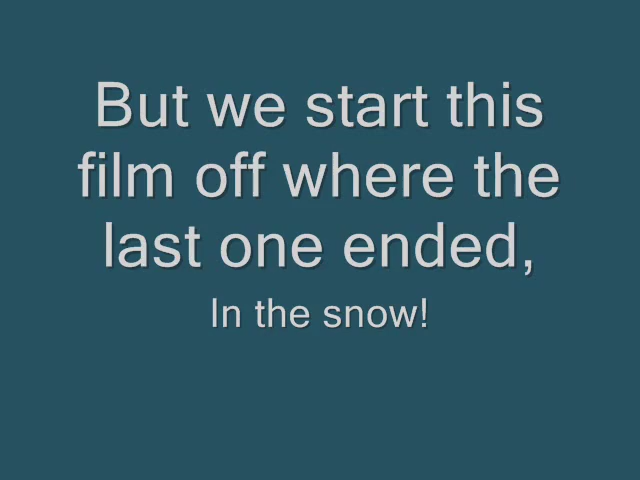 But we start this
film off where the
last one ended,
In the snow!